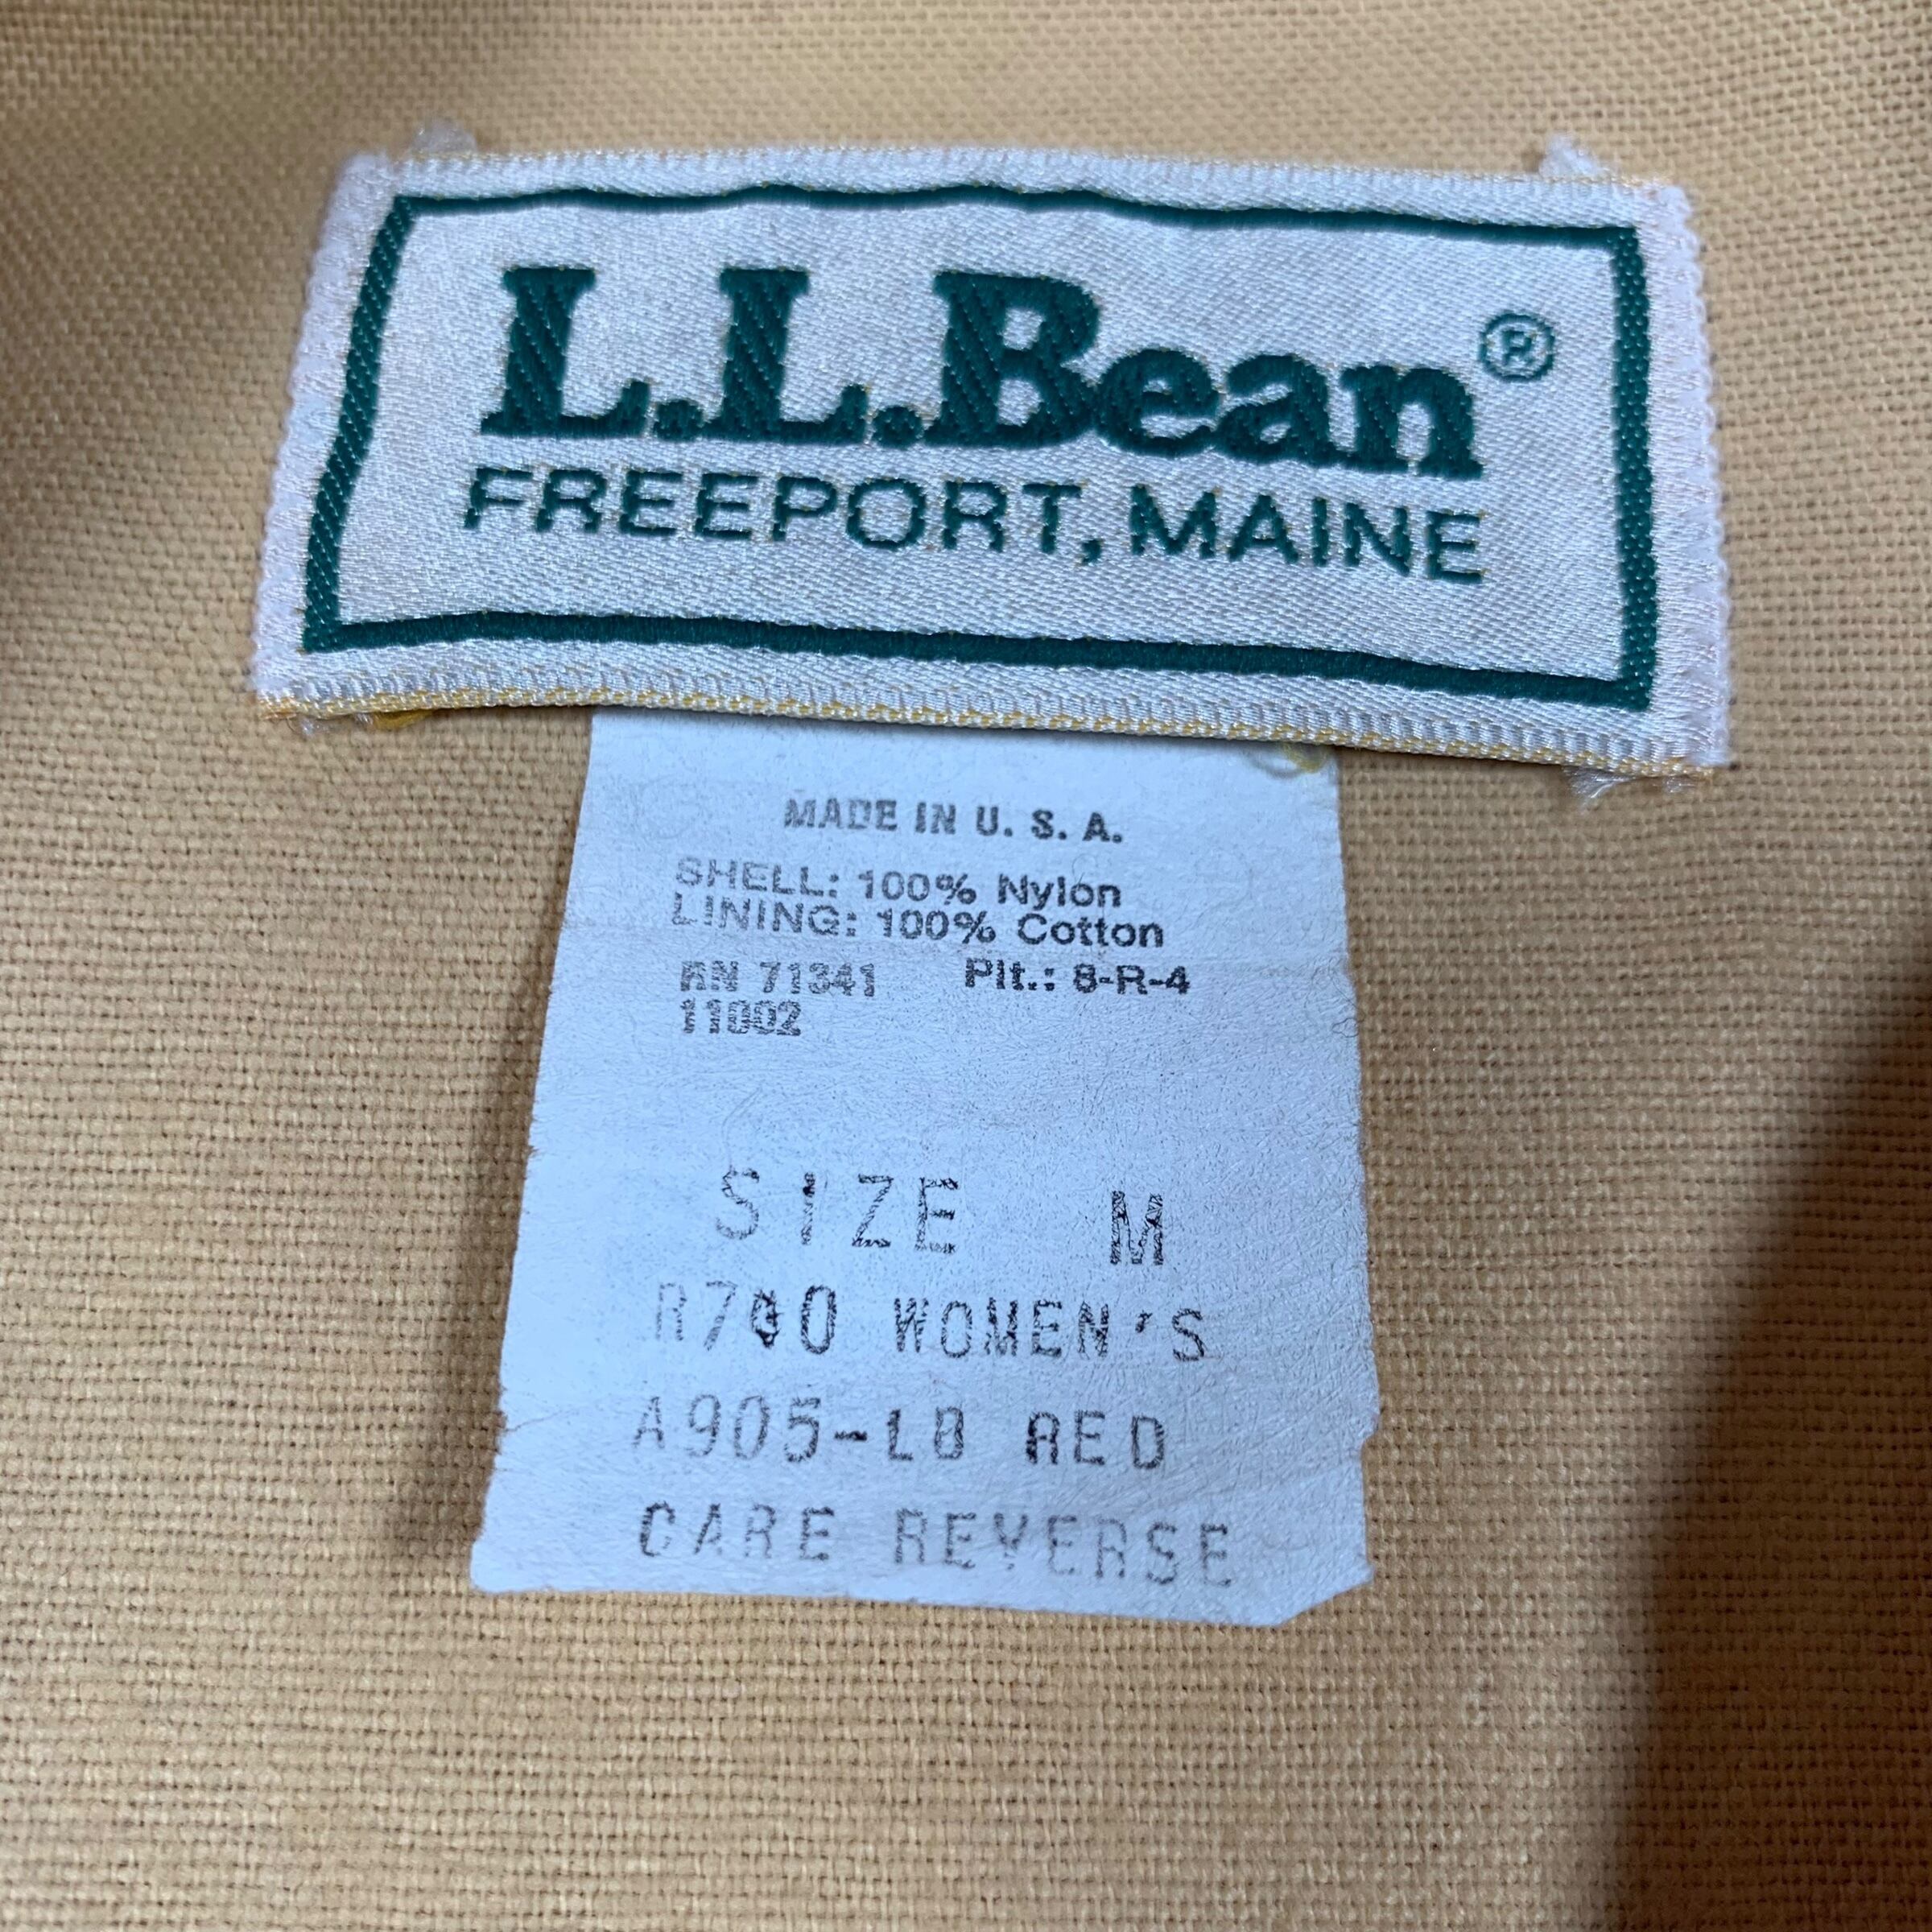 L.L.Bean®
FREEPORT, MAINE
MADE IN U. S. A.
SHELL: 100% Nylon
LINING: 100% Cotton
RN 71341 Plt.: 8-R-4
11002
SIZE M
R700 WOMEN'S
A905-LB RED
CARE REVERSE